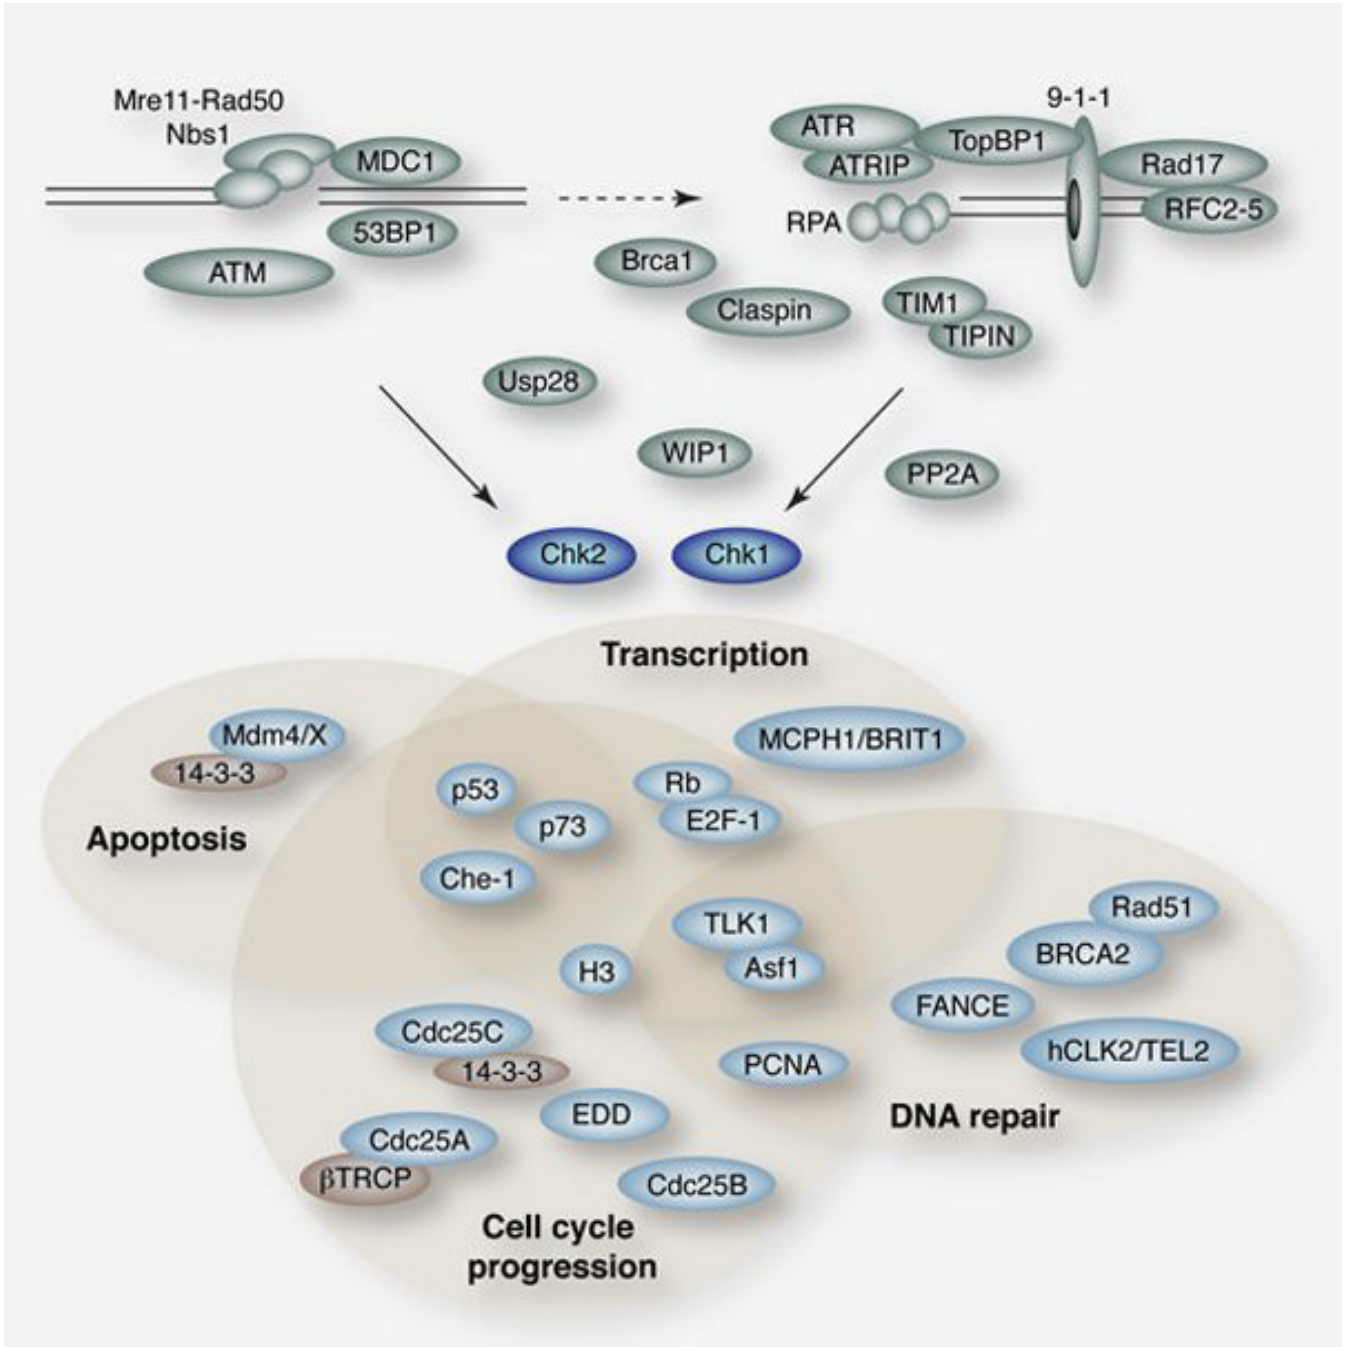 Mre11-Rad50
Nbs1
MDC1
53BP1
ATM
9-1-1
ATR
TopBP1
ATRIP
Rad17
RPA
RFC2-5
Brca1
Claspin
TIM1
TIPIN
Usp28
WIP1
PP2A
Chk2
Chk1
Transcription
Mdm4/X
14-3-3
Apoptosis
MCPH1/BRIT1
p53
p73
Che-1
Rb
E2F-1
TLK1
Asf1
H3
Rad51
BRCA2
FANCE
hCLK2/TEL2
PCNA
DNA repair
Cdc25C
14-3-3
EDD
Cdc25A
βTRCP
Cdc25B
Cell cycle
progression